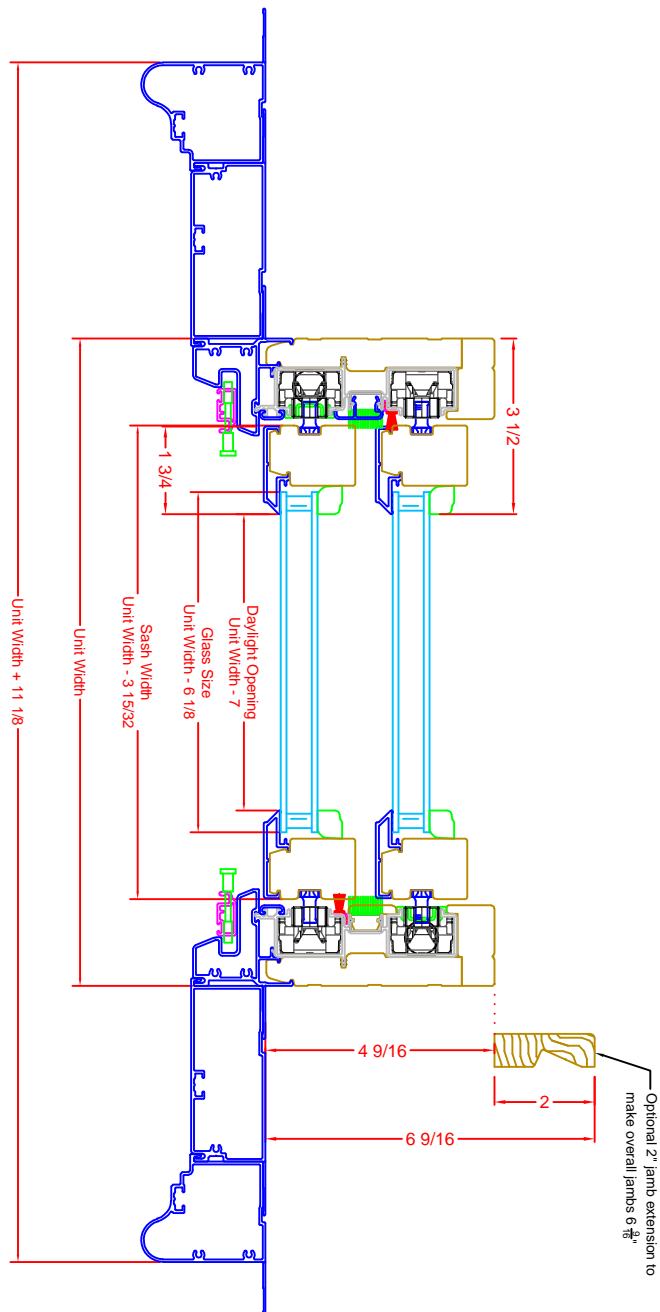 Optional 2" jamb extension to
make overall jambs 6 9/16"
3 1/2
1 3/4
4 9/16
2
6 9/16
Daylight Opening
Unit Width - 7
Glass Size
Unit Width - 6 1/8
Sash Width
Unit Width - 3 15/32
Unit Width
Unit Width + 11 1/8